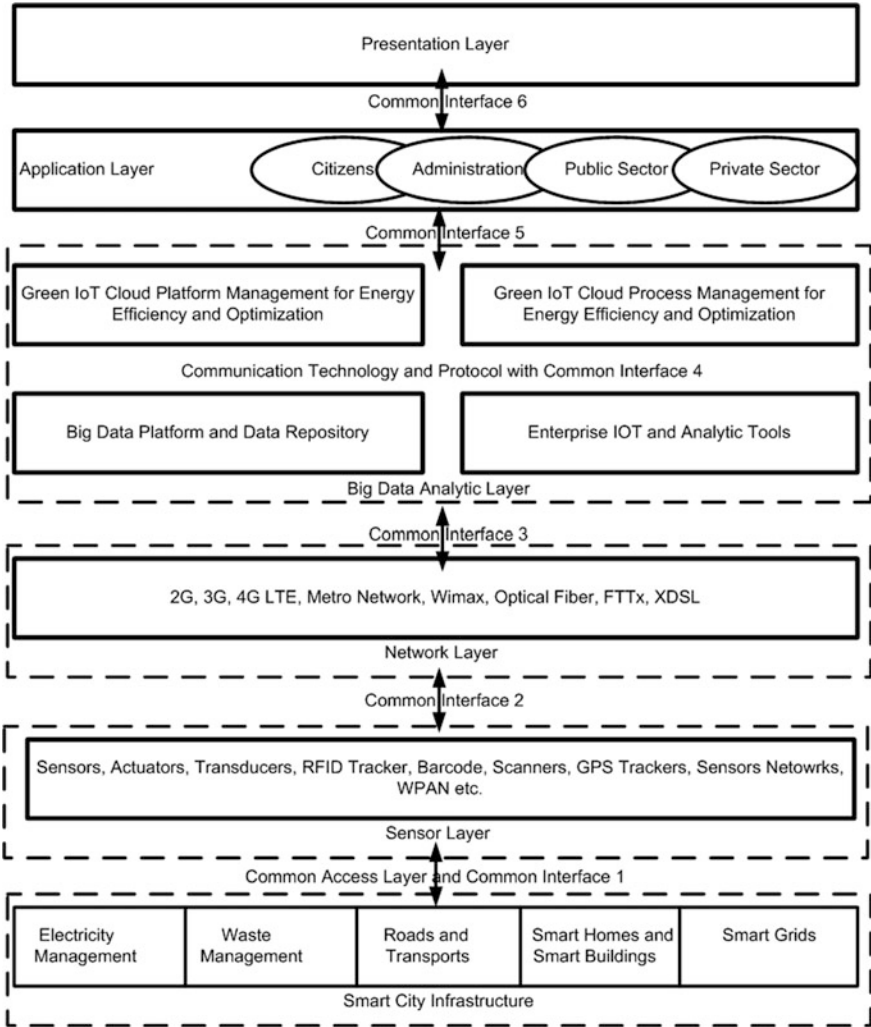 Presentation Layer
Common Interface 6
Application Layer
Citizens
Administration
Public Sector
Private Sector
Common Interface 5
Green IoT Cloud Platform Management for Energy
Efficiency and Optimization
Green IoT Cloud Process Management for
Energy Efficiency and Optimization
Communication Technology and Protocol with Common Interface 4
Big Data Platform and Data Repository
Enterprise IOT and Analytic Tools
Big Data Analytic Layer
Common Interface 3
2G, 3G, 4G LTE, Metro Network, Wimax, Optical Fiber, FTTx, XDSL
Network Layer
Common Interface 2
Sensors, Actuators, Transducers, RFID Tracker, Barcode, Scanners, GPS Trackers, Sensors Netowrks,
WPAN etc.
Sensor Layer
Common Access Layer and Common Interface 1
Electricity
Management
Waste
Management
Roads and
Transports
Smart Homes and
Smart Buildings
Smart Grids
Smart City Infrastructure